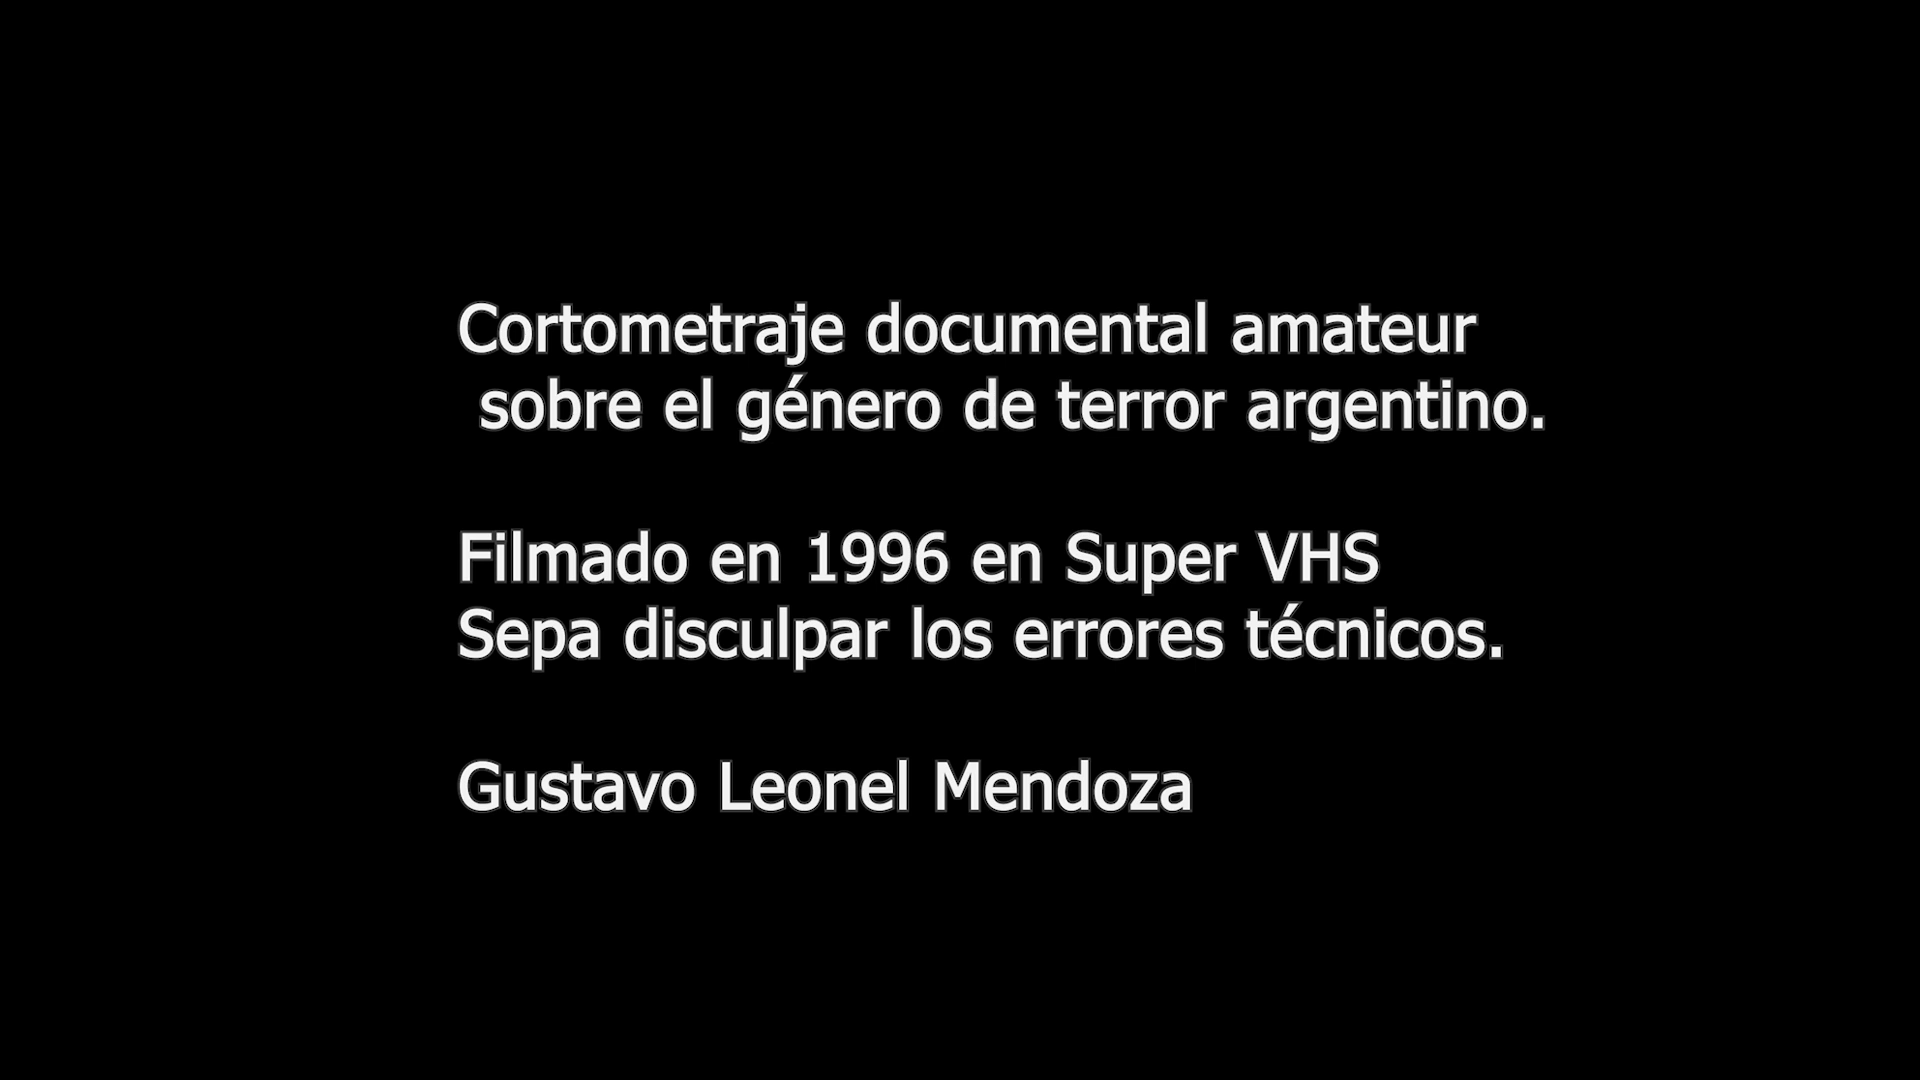 Cortometraje documental amateur
sobre el género de terror argentino.
Filmado en 1996 en Super VHS
Sepa disculpar los errores técnicos.
Gustavo Leonel Mendoza